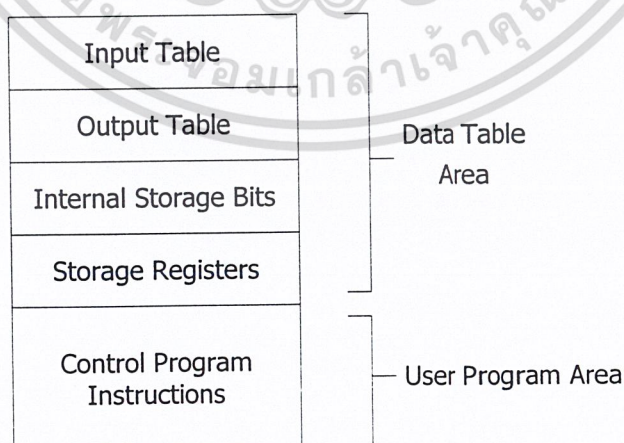 Input Table
Output Table
Internal Storage Bits
Storage Registers
Control Program
Instructions
Data Table
Area
User Program Area